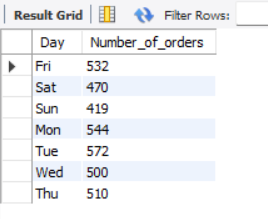 Result Grid Filter Rows:
Day Number_of_orders
Fri 532
Sat 470
Sun 419
Mon 544
Tue 572
Wed 500
Thu 510